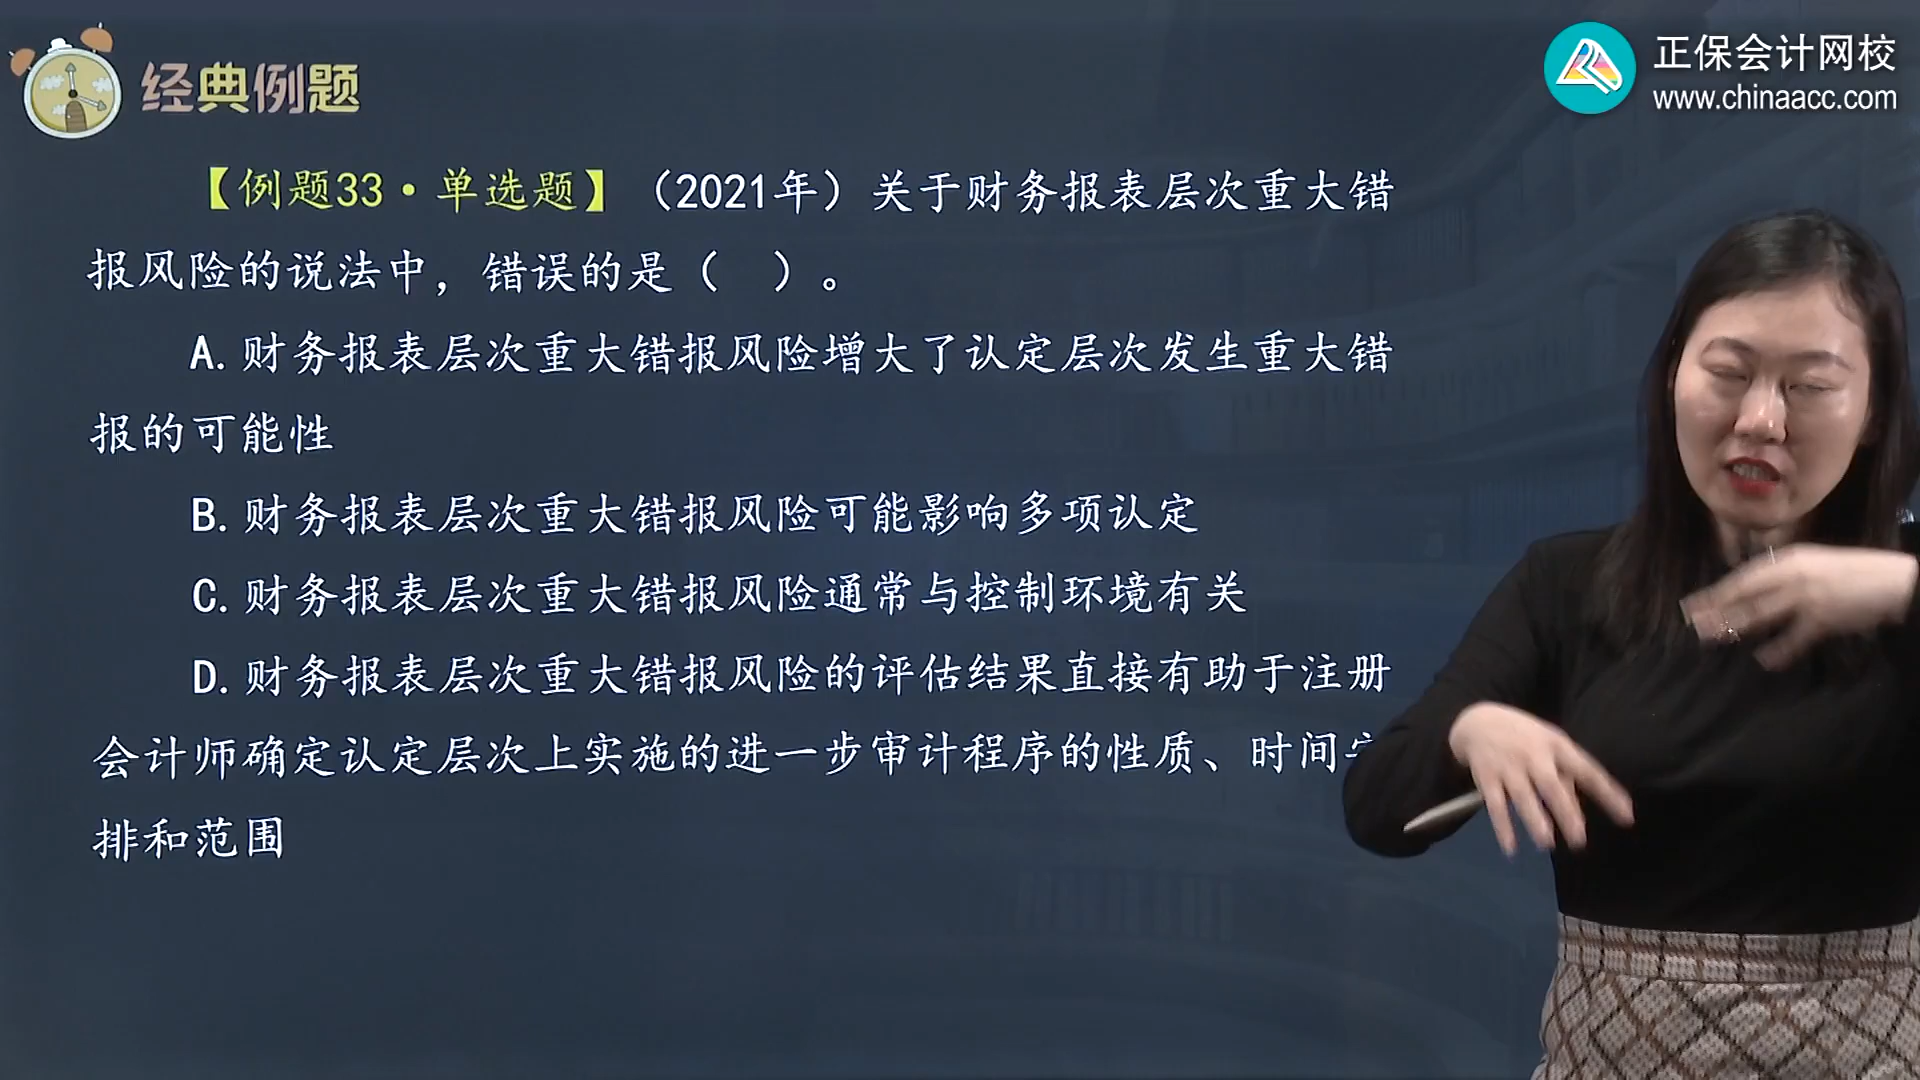 经典例题
正保会计网校
www.chinaacc.com
【例题33·单选题】（2021年）关于财务报表层次重大错
报风险的说法中，错误的是（ ）。
A.财务报表层次重大错报风险增大了认定层次发生重大错
报的可能性
B.财务报表层次重大错报风险可能影响多项认定
C.财务报表层次重大错报风险通常与控制环境有关
D.财务报表层次重大错报风险的评估结果直接有助于注册
会计师确定认定层次上实施的进一步审计程序的性质、时间
排和范围